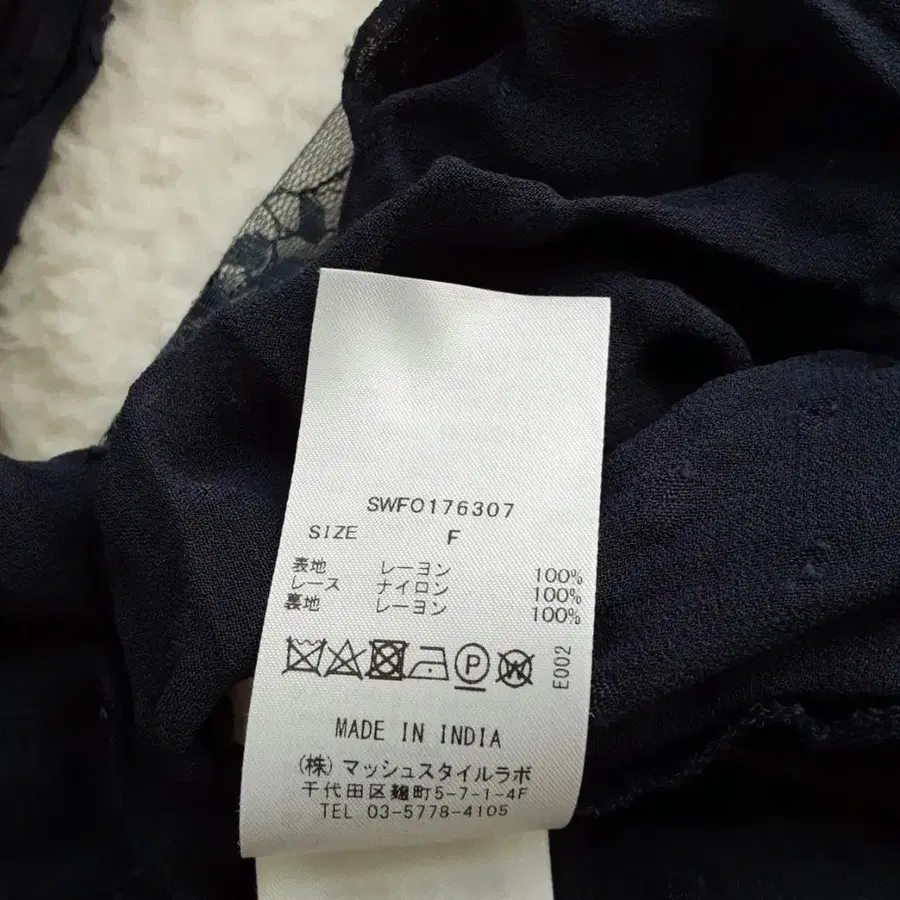 SWFO176307
SIZE F
表地 レーヨン 100%
レース ナイロン 100%
裏地 レーヨン 100%
P W
E002
MADE IN INDIA
(株) マッシュスタイルラボ
千代田区麹町5-7-1-4F
TEL 03-5778-4105